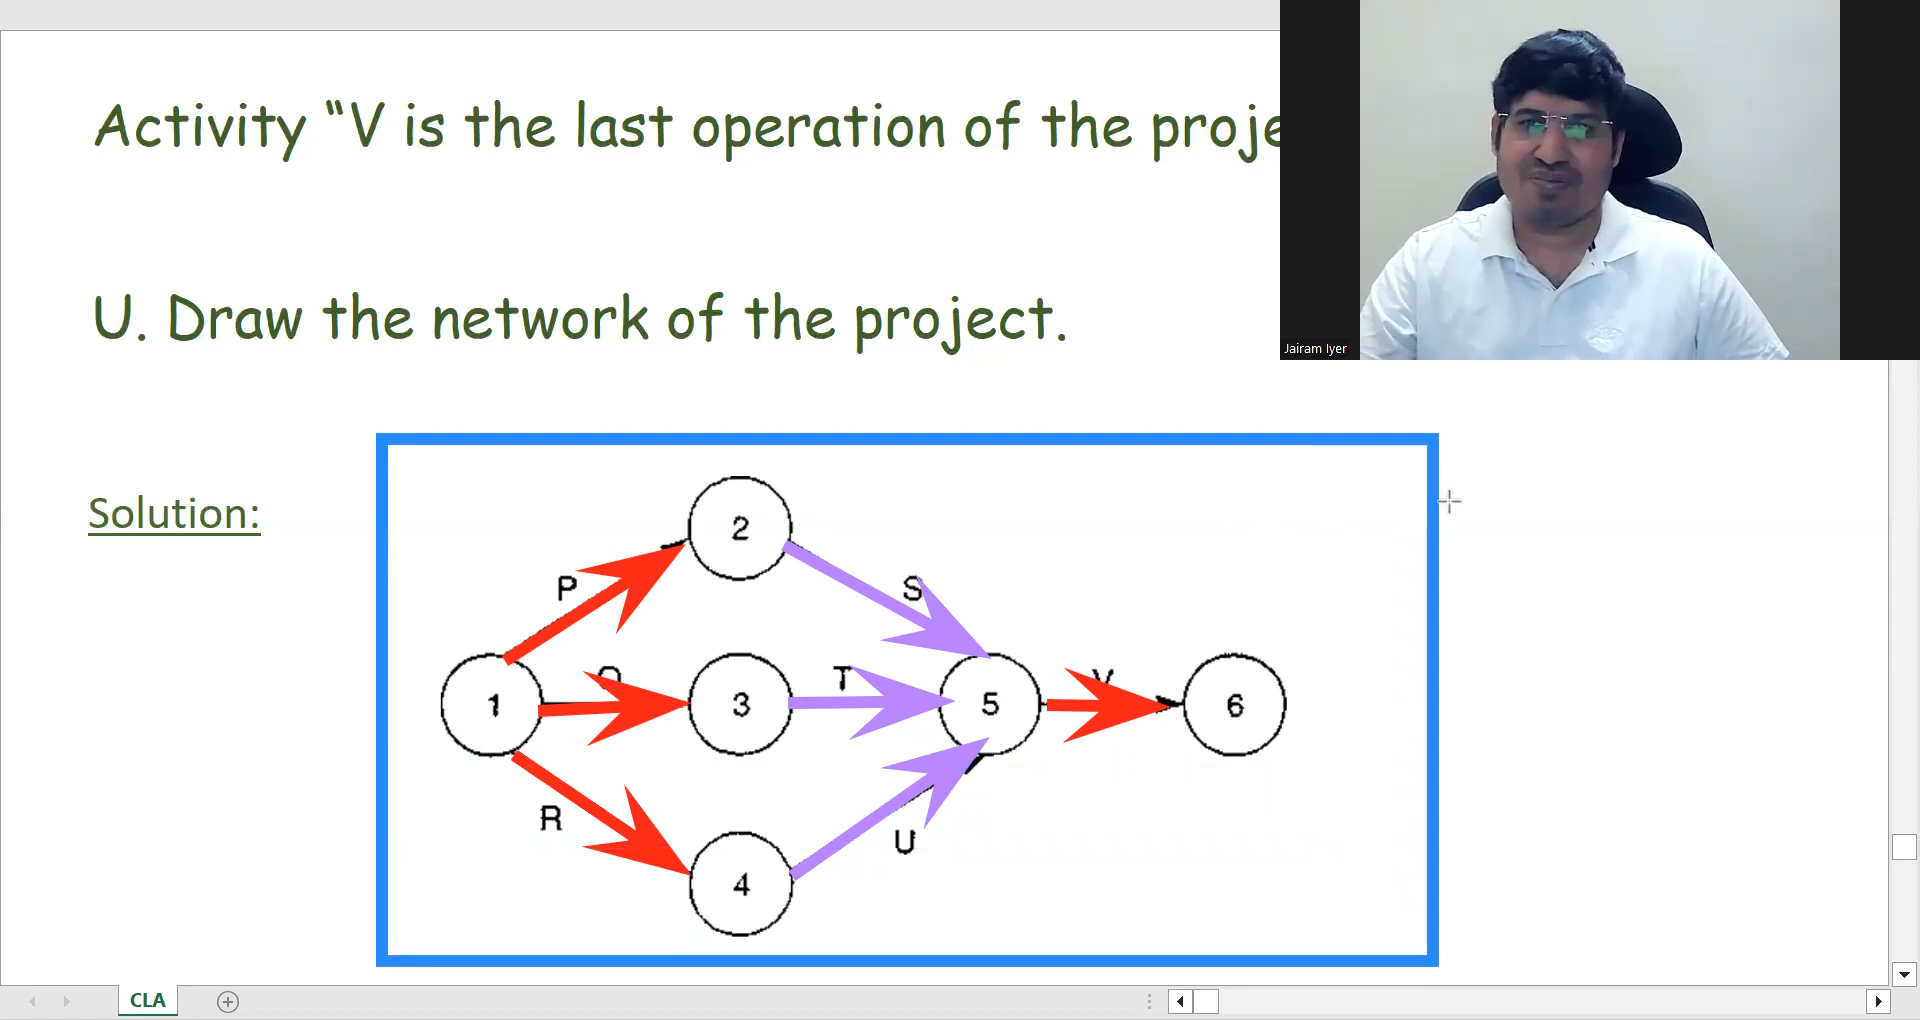 Activity “V is the last operation of the proje
U. Draw the network of the project.
Jairam Iyer
Solution:
2
P
S
1
3
T
5
V
6
R
4
U
CLA